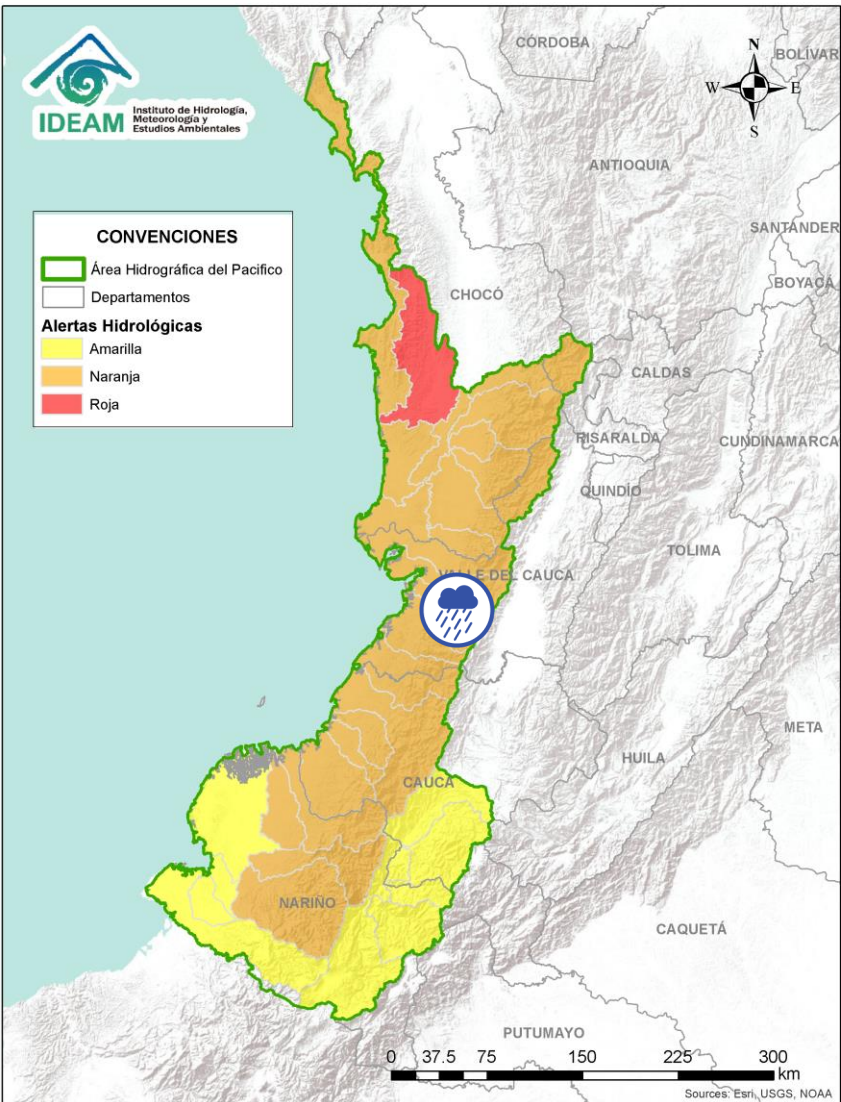 IDEAM
Instituto de Hidrología,
Meteorología y
Estudios Ambientales
CONVENCIONES
Área Hidrográfica del Pacifico
Departamentos
Alertas Hidrológicas
Amarilla
Naranja
Roja
N
W
E
S
CÓRDOBA
BOLIVAR
ANTIOQUIA
SANTANDER
BOYACÁ
CHOCÓ
CALDAS
RISARALDA
CUNDINAMARCA
QUINDÍO
TOLIMA
VALLE DEL CAUCA
META
HUILA
CAUCA
NARIÑO
CAQUETÁ
PUTUMAYO
0 37.5 75 150 225 300
km
Sources: Esri, USGS, NOAA